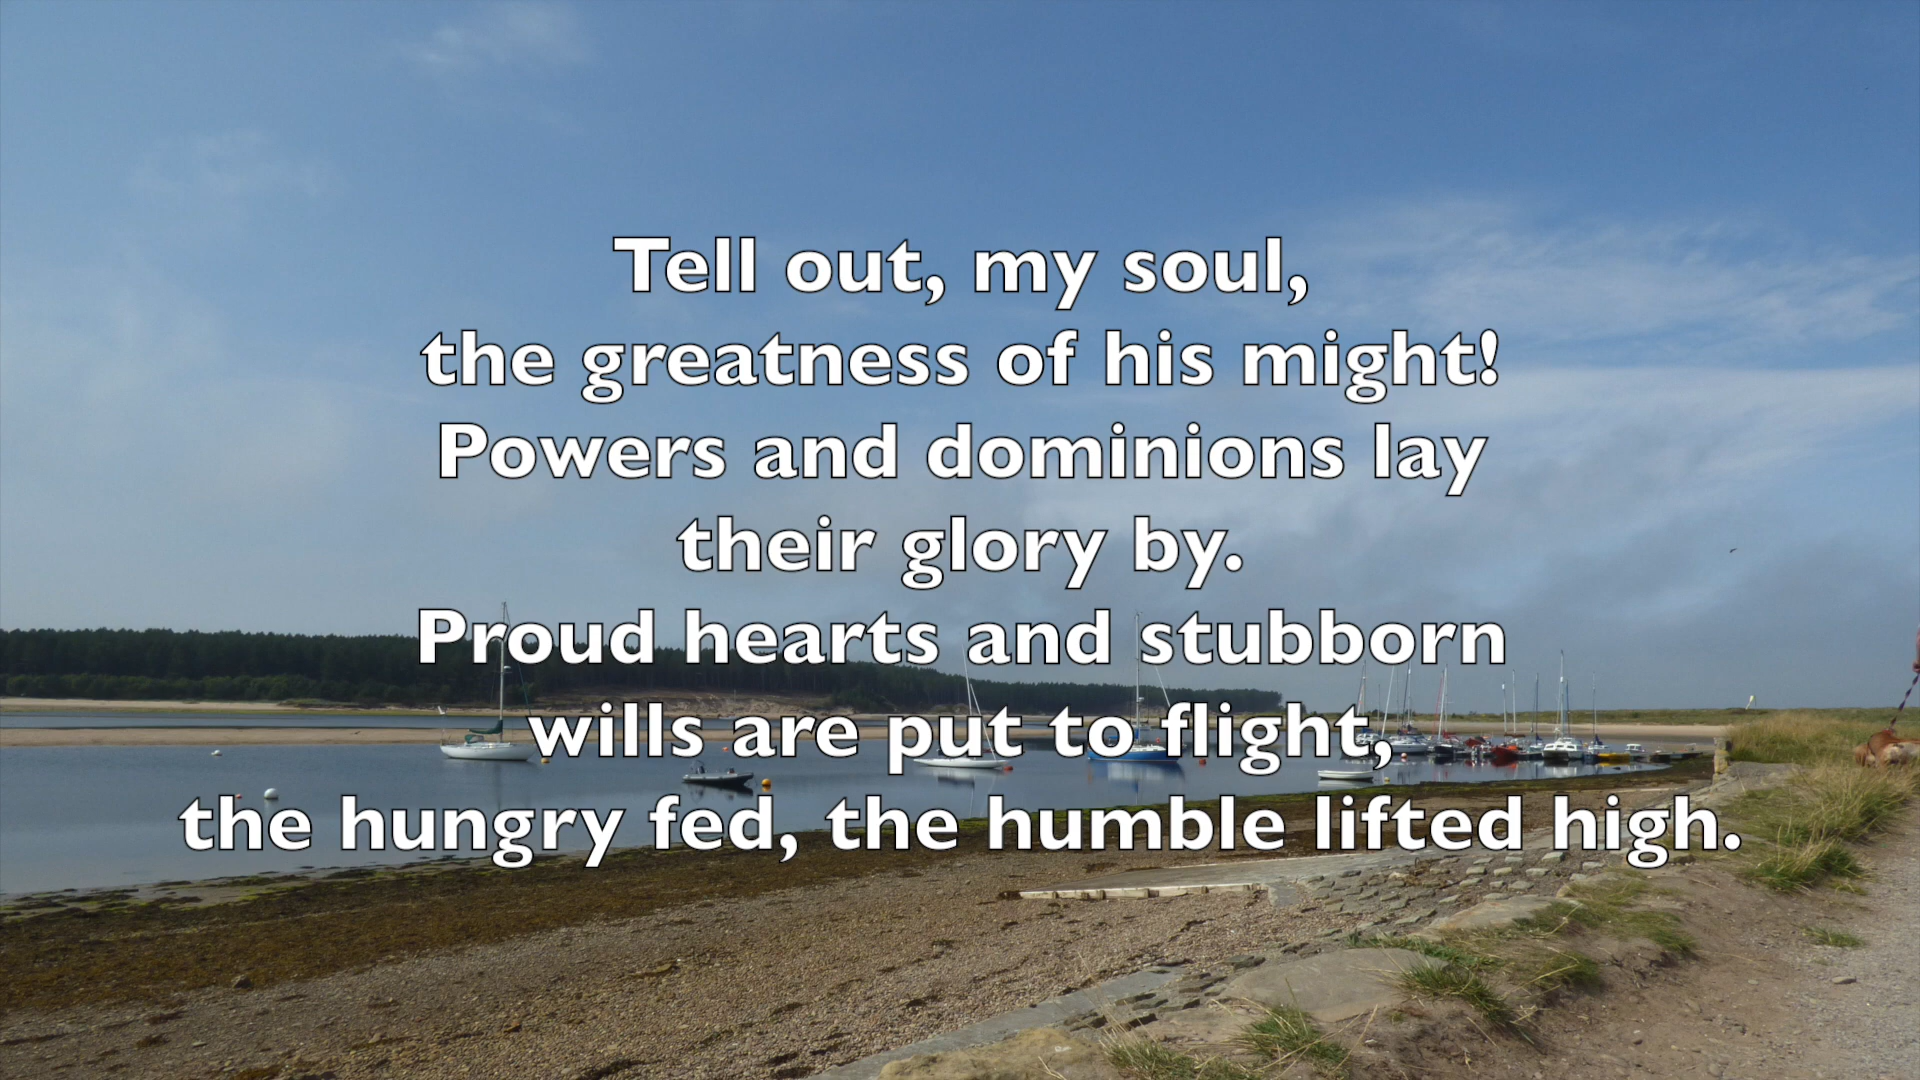 Tell out, my soul,
the greatness of his might!
Powers and dominions lay
their glory by.
Proud hearts and stubborn
wills are put to flight,
the hungry fed, the humble lifted high.